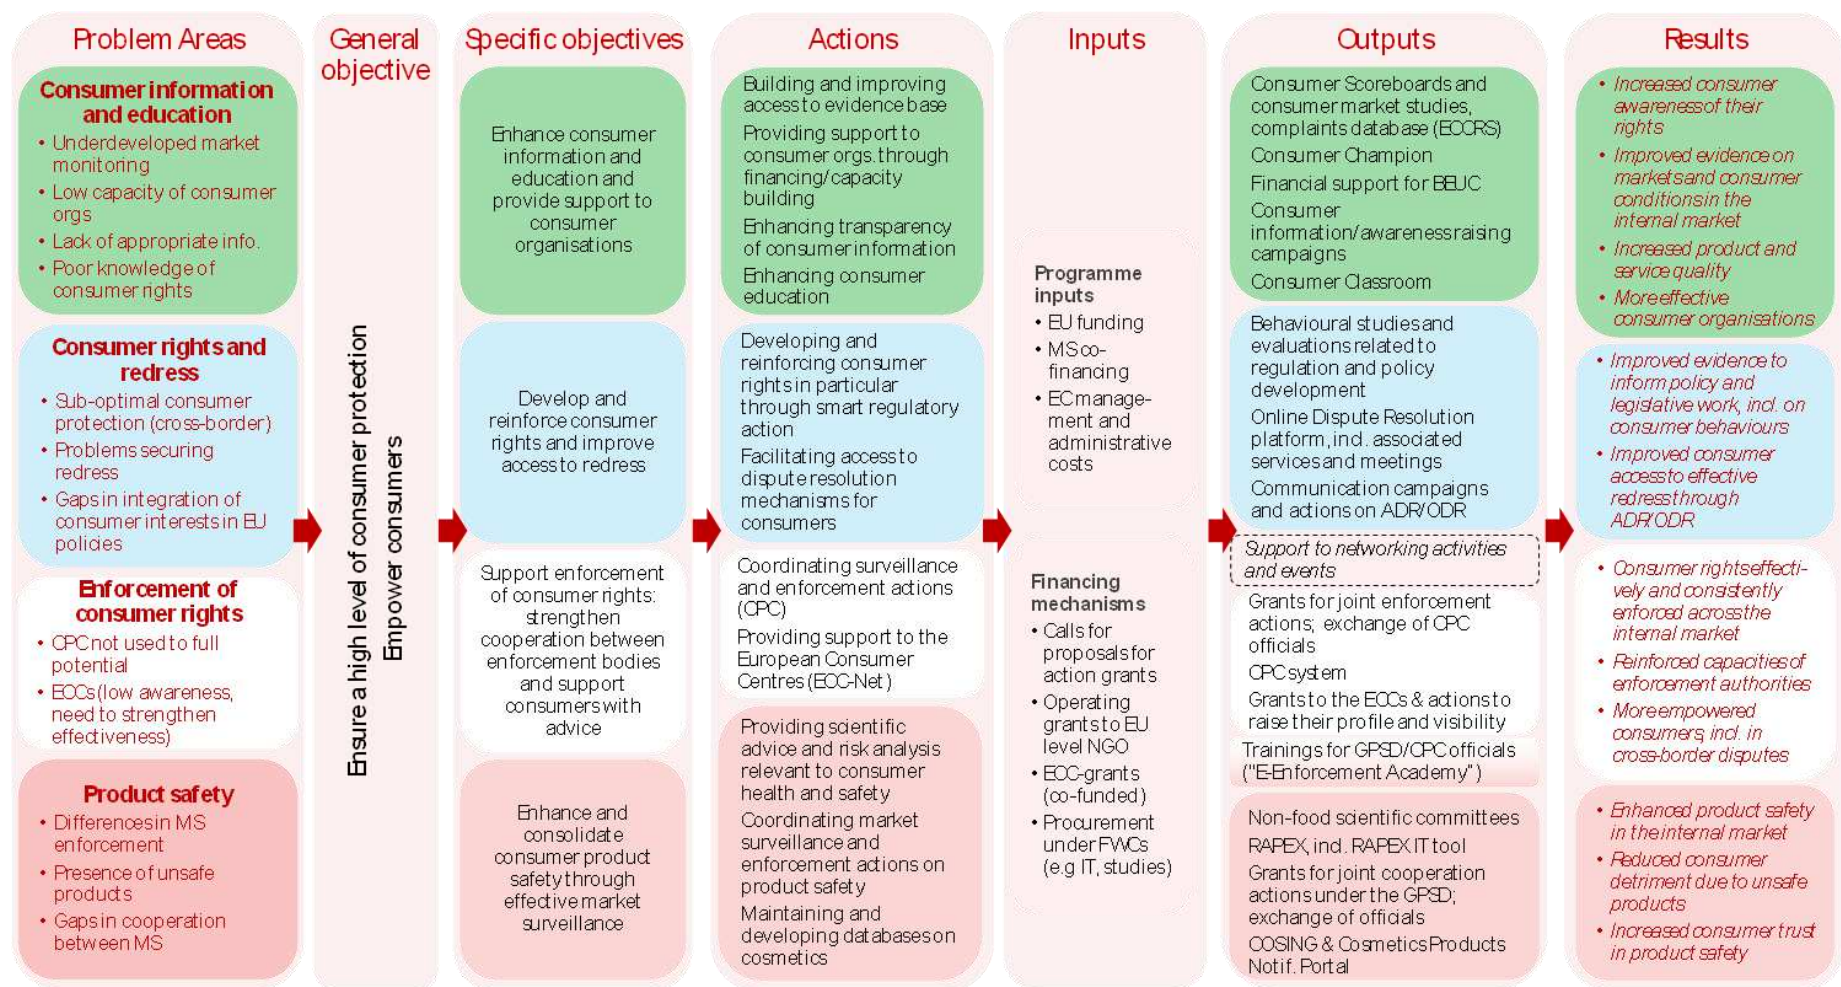 Problem Areas
Consumer information
and education
• Underdeveloped market
monitoring
• Low capacity of consumer
orgs
• Lack of appropriate info.
• Poor knowledge of
consumer rights
Consumer rights and
redress
• Sub-optimal consumer
protection (cross-border)
• Problems securing
redress
• Gaps in integration of
consumer interests in EU
policies
Enforcement of
consumer rights
• CPC not used to full
potential
• ECCs (low awareness,
need to strengthen
effectiveness)
Product safety
• Differences in MS
enforcement
• Presence of unsafe
products
• Gaps in cooperation
between MS
General
objective
Ensure a high level of consumer protection
Empower consumers
Specific objectives
Enhance consumer
information and
education and
provide support to
consumer
organisations
Develop and
reinforce consumer
rights and improve
access to redress
Support enforcement
of consumer rights:
strengthen
cooperation between
enforcement bodies
and support
consumers with
advice
Enhance and
consolidate
consumer product
safety through
effective market
surveillance
Actions
Building and improving
access to evidence base
Providing support to
consumer orgs. through
financing/capacity
building
Enhancing transparency
of consumer information
Enhancing consumer
education
Developing and
reinforcing consumer
rights in particular
through smart regulatory
action
Facilitating access to
dispute resolution
mechanisms for
consumers
Coordinating surveillance
and enforcement actions
(CPC)
Providing support to the
European Consumer
Centres (ECC-Net)
Providing scientific
advice and risk analysis
relevant to consumer
health and safety
Coordinating market
surveillance and
enforcement actions on
product safety
Maintaining and
developing databases on
cosmetics
Inputs
Programme
inputs
• EU funding
• MS co-
financing
• EC manage-
ment and
administrative
costs
Financing
mechanisms
• Calls for
proposals for
action grants
• Operating
grants to EU
level NGO
• ECC-grants
(co-funded)
• Procurement
under FWCs
(e.g IT, studies)
Outputs
Consumer Scoreboards and
consumer market studies,
complaints database (ECCRS)
Consumer Champion
Financial support for BEUC
Consumer
information/awareness raising
campaigns
Consumer Classroom
Behavioural studies and
evaluations related to
regulation and policy
development
Online Dispute Resolution
platform, incl. associated
services and meetings
Communication campaigns
and actions on ADR/ODR
Support to networking activities
and events
Grants for joint enforcement
actions; exchange of CPC
officials
CPC system
Grants to the ECCs & actions to
raise their profile and visibility
Trainings for GPSD/CPC officials
("E-Enforcement Academy")
Non-food scientific committees
RAPEX, incl. RAPEX IT tool
Grants for joint cooperation
actions under the GPSD;
exchange of officials
COSING & Cosmetics Products
Notif. Portal
Results
• Increased consumer
awareness of their
rights
• Improved evidence on
markets and consumer
conditions in the
internal market
• Increased product and
service quality
• More effective
consumer organisations
• Improved evidence to
inform policy and
legislative work, incl. on
consumer behaviours
• Improved consumer
access to effective
redress through
ADR/ODR
• Consumer rights effecti-
vely and consistently
enforced across the
internal market
• Reinforced capacities of
enforcement authorities
• More empowered
consumers, incl. in
cross-border disputes
• Enhanced product safety
in the internal market
• Reduced consumer
detriment due to unsafe
products
• Increased consumer trust
in product safety